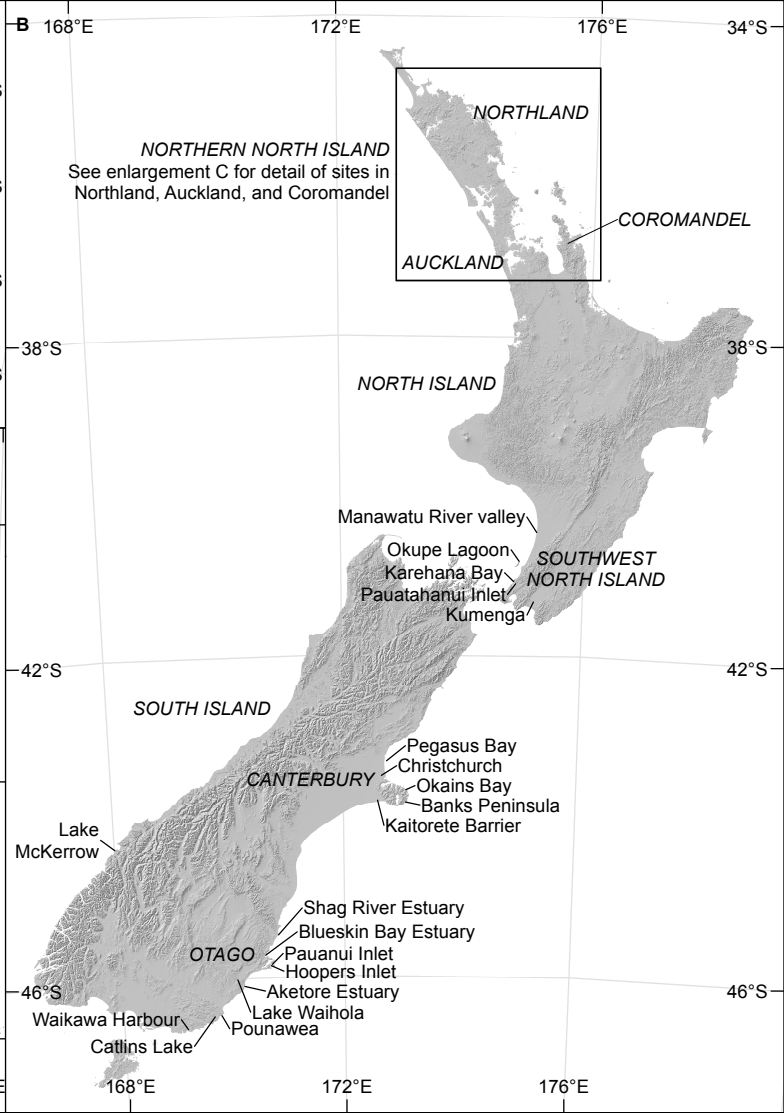 B
168°E
172°E
176°E
34°S
NORTHLAND
NORTHERN NORTH ISLAND
See enlargement C for detail of sites in
Northland, Auckland, and Coromandel
COROMANDEL
AUCKLAND
38°S
38°S
NORTH ISLAND
Manawatu River valley
Okupe Lagoon
Karehana Bay
Pauatahanui Inlet
Kumenga
SOUTHWEST
NORTH ISLAND
42°S
42°S
SOUTH ISLAND
Pegasus Bay
Christchurch
CANTERBURY
Okains Bay
Banks Peninsula
Kaitorete Barrier
Lake
McKerrow
Shag River Estuary
Blueskin Bay Estuary
OTAGO
Pauanui Inlet
Hoopers Inlet
46°S
Aketore Estuary
46°S
Lake Waihola
Waikawa Harbour
Pounawea
Catlins Lake
168°E
172°E
176°E